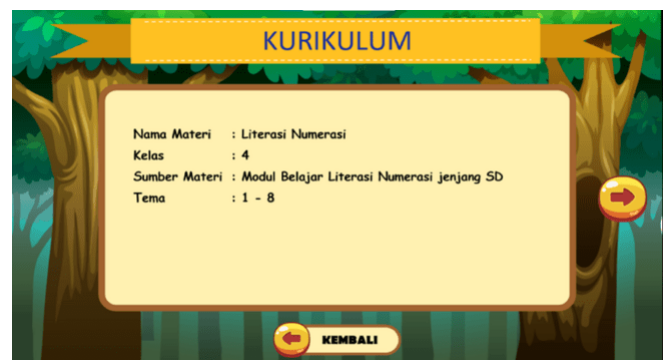 KURIKULUM
Nama Materi : Literasi Numerasi
Kelas : 4
Sumber Materi : Modul Belajar Literasi Numerasi jenjang SD
Tema : 1 - 8
KEMBALI